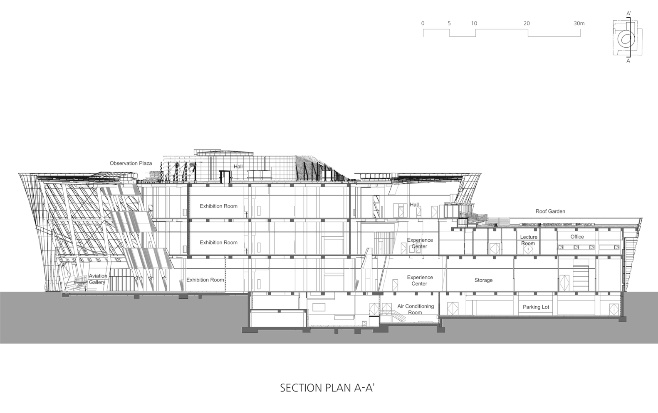 0 5 10 20 30m
A'
A
Observation Plaza
Hall
Exhibition Room
Hall
Roof Garden
Exhibition Room
Experience
Center
Lecture
Room
Office
Aviation
Gallery
Exhibition Room
Experience
Center
Storage
Air Conditioning
Room
Parking Lot
SECTION PLAN A-A'